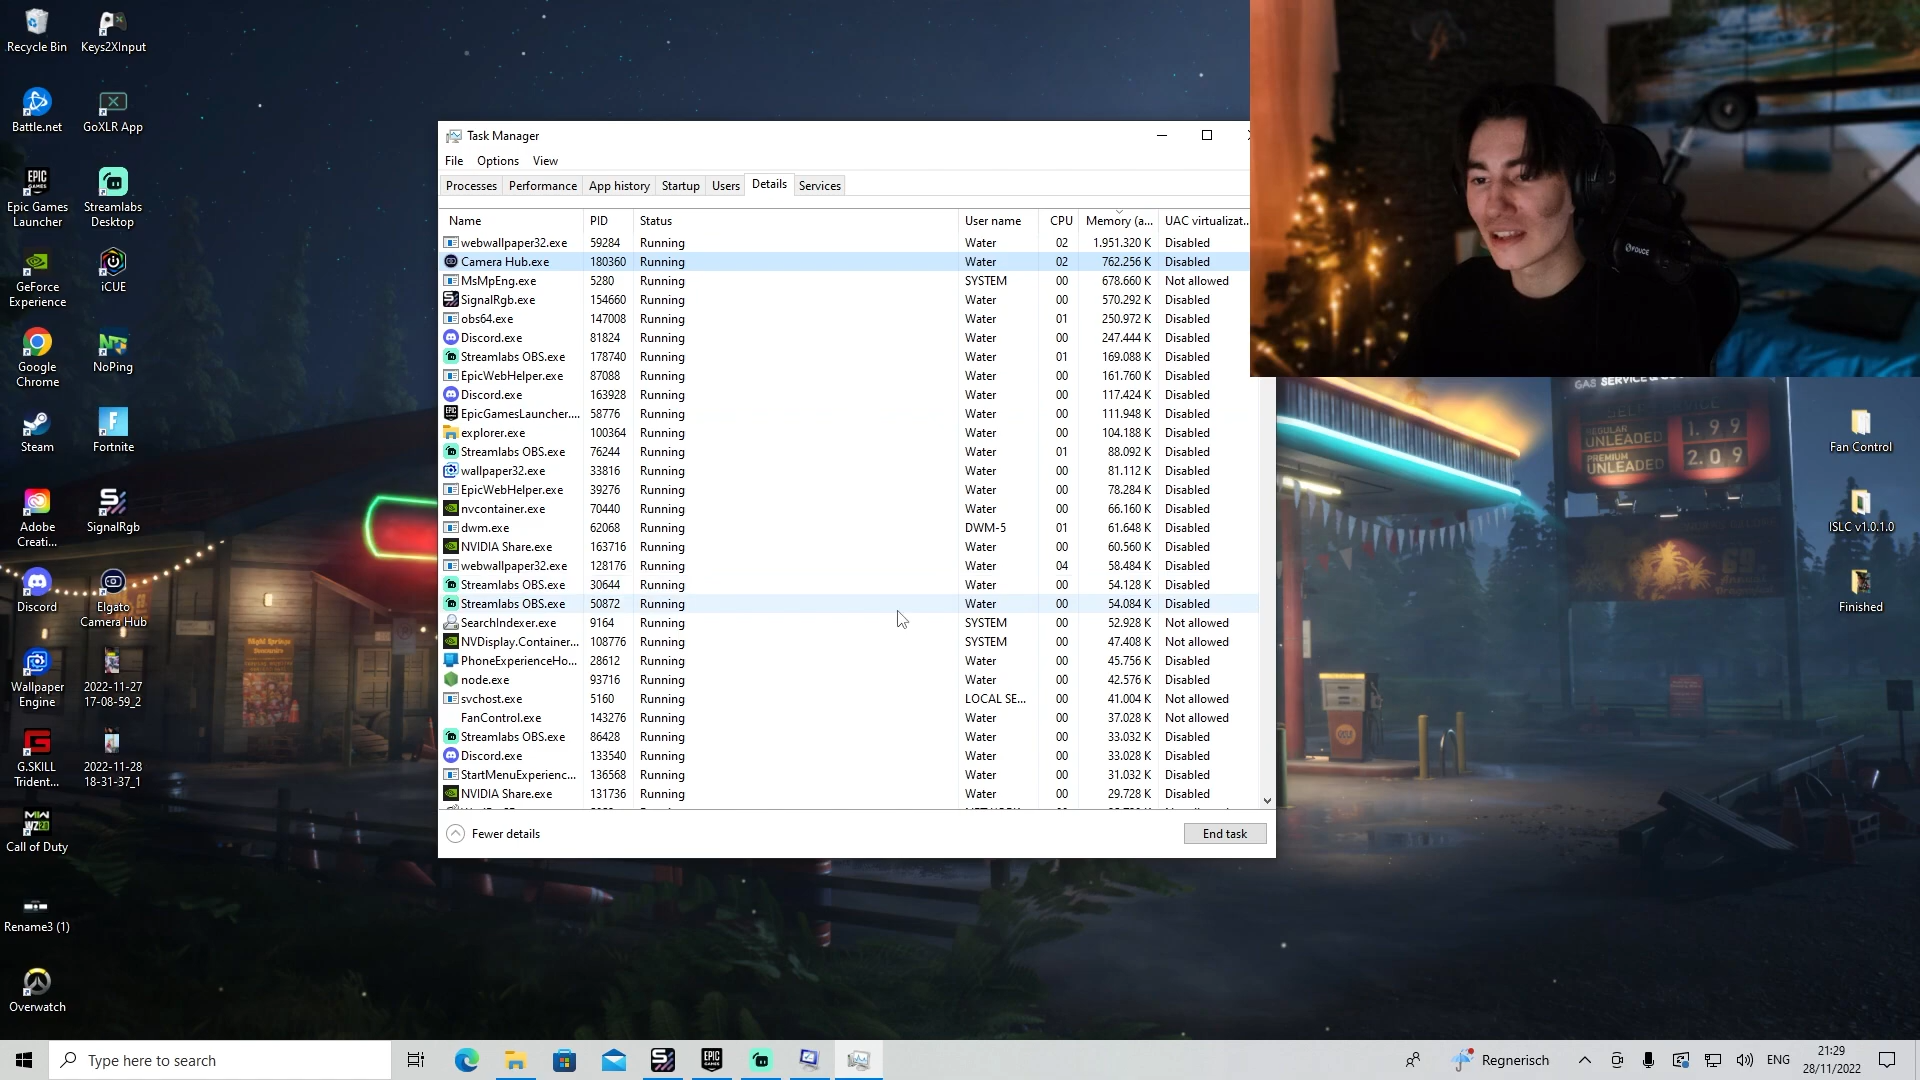 Recycle Bin
Keys2XInput
Battle.net
GoXLR App
EPIC GAMES
Epic Games Launcher
Streamlabs Desktop
GeForce Experience
iCUE
Google Chrome
NoPing
Steam
Fortnite
Adobe Creati...
SignalRgb
Discord
Elgato Camera Hub
Wallpaper Engine
2022-11-27 17-08-59_2
G.SKILL Trident...
2022-11-28 18-31-37_1
Call of Duty
Rename3 (1)
Overwatch
Task Manager
File Options View
Processes Performance App history Startup Users Details Services
Name PID Status User name CPU Memory (a... UAC virtualizat...
webwallpaper32.exe 59284 Running Water 02 1.951.320 K Disabled
Camera Hub.exe 180360 Running Water 02 762.256 K Disabled
MsMpEng.exe 5280 Running SYSTEM 00 678.660 K Not allowed
SignalRgb.exe 154660 Running Water 00 570.292 K Disabled
obs64.exe 147008 Running Water 01 250.972 K Disabled
Discord.exe 81824 Running Water 00 247.444 K Disabled
Streamlabs OBS.exe 178740 Running Water 01 169.088 K Disabled
EpicWebHelper.exe 87088 Running Water 00 161.760 K Disabled
Discord.exe 163928 Running Water 00 117.424 K Disabled
EpicGamesLauncher.... 58776 Running Water 00 111.948 K Disabled
explorer.exe 100364 Running Water 00 104.188 K Disabled
Streamlabs OBS.exe 76244 Running Water 01 88.092 K Disabled
wallpaper32.exe 33816 Running Water 00 81.112 K Disabled
EpicWebHelper.exe 39276 Running Water 00 78.284 K Disabled
nvcontainer.exe 70440 Running Water 00 66.160 K Disabled
dwm.exe 62068 Running DWM-5 01 61.648 K Disabled
NVIDIA Share.exe 163716 Running Water 00 60.560 K Disabled
webwallpaper32.exe 128176 Running Water 04 58.484 K Disabled
Streamlabs OBS.exe 30644 Running Water 00 54.128 K Disabled
Streamlabs OBS.exe 50872 Running Water 00 54.084 K Disabled
SearchIndexer.exe 9164 Running SYSTEM 00 52.928 K Not allowed
NVDisplay.Container... 108776 Running SYSTEM 00 47.408 K Not allowed
PhoneExperienceHo... 28612 Running Water 00 45.756 K Disabled
node.exe 93716 Running Water 00 42.576 K Disabled
svchost.exe 5160 Running LOCAL SE... 00 41.004 K Not allowed
FanControl.exe 143276 Running Water 00 37.028 K Not allowed
Streamlabs OBS.exe 86428 Running Water 00 33.032 K Disabled
Discord.exe 133540 Running Water 00 33.028 K Disabled
StartMenuExperienc... 136568 Running Water 00 31.032 K Disabled
NVIDIA Share.exe 131736 Running Water 00 29.728 K Disabled
Fewer details
End task
GAS SERVICE
SELF SERVICE
REGULAR UNLEADED 1.99
PREMIUM UNLEADED 2.09
Fan Control
ISLC v1.0.1.0
Finished
Type here to search
EPIC GAMES
Regnerisch
ENG
21:29
28/11/2022